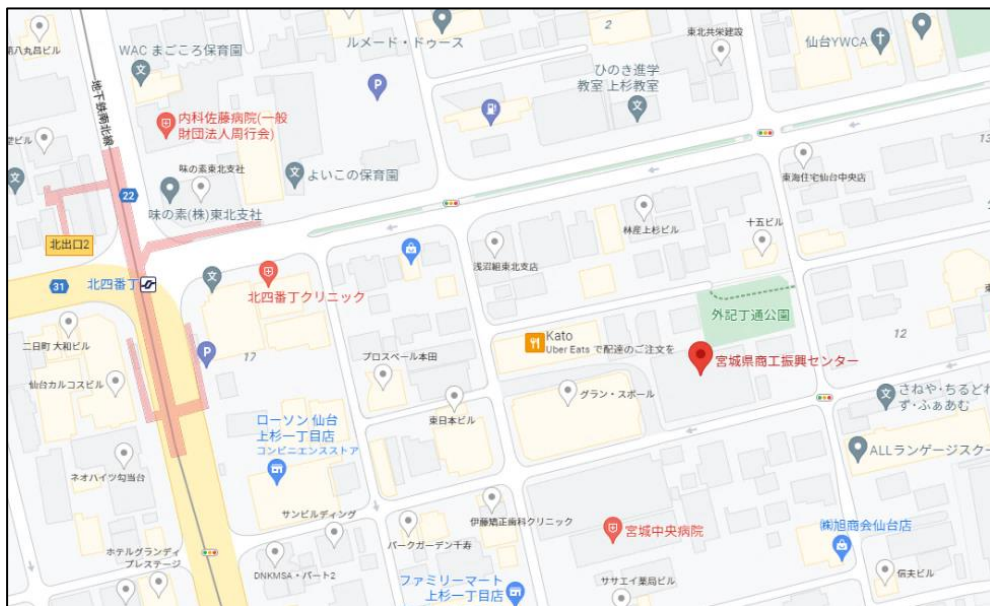 第八丸昌ビル
WAC まごころ保育園
ルメード・ドゥース
2
東北共栄建設
仙台YWCA
地下鉄南北線
P
ひのき進学
教室 上杉教室
内科佐藤病院(一般
財団法人周行会)
13
味の素東北支社
よいこの保育園
22
味の素(株)東北支社
東海住宅仙台中央店
北出口2
林産上杉ビル
十五ビル
浅沼組東北支店
31
北四番丁
北四番丁クリニック
外記丁通公園
二日町 大和ビル
Kato
Uber Eats で配達のご注文を
12
P
17
プロスペール本田
宮城県商工振興センター
仙台カルコスビル
グラン・スポール
さねや・ちるどれ
ず・ふぁあむ
東日本ビル
ローソン 仙台
上杉一丁目店
コンビニエンスストア
ALLランゲージスクー
ネオハイツ勾当台
サンビルディング
伊藤矯正歯科クリニック
宮城中央病院
㈱旭商会仙台店
パークガーデン千寿
ホテルグランディ
プレステージ
DNKMSA・パート2
ファミリーマート
上杉一丁目店
ササエイ薬局ビル
信夫ビル